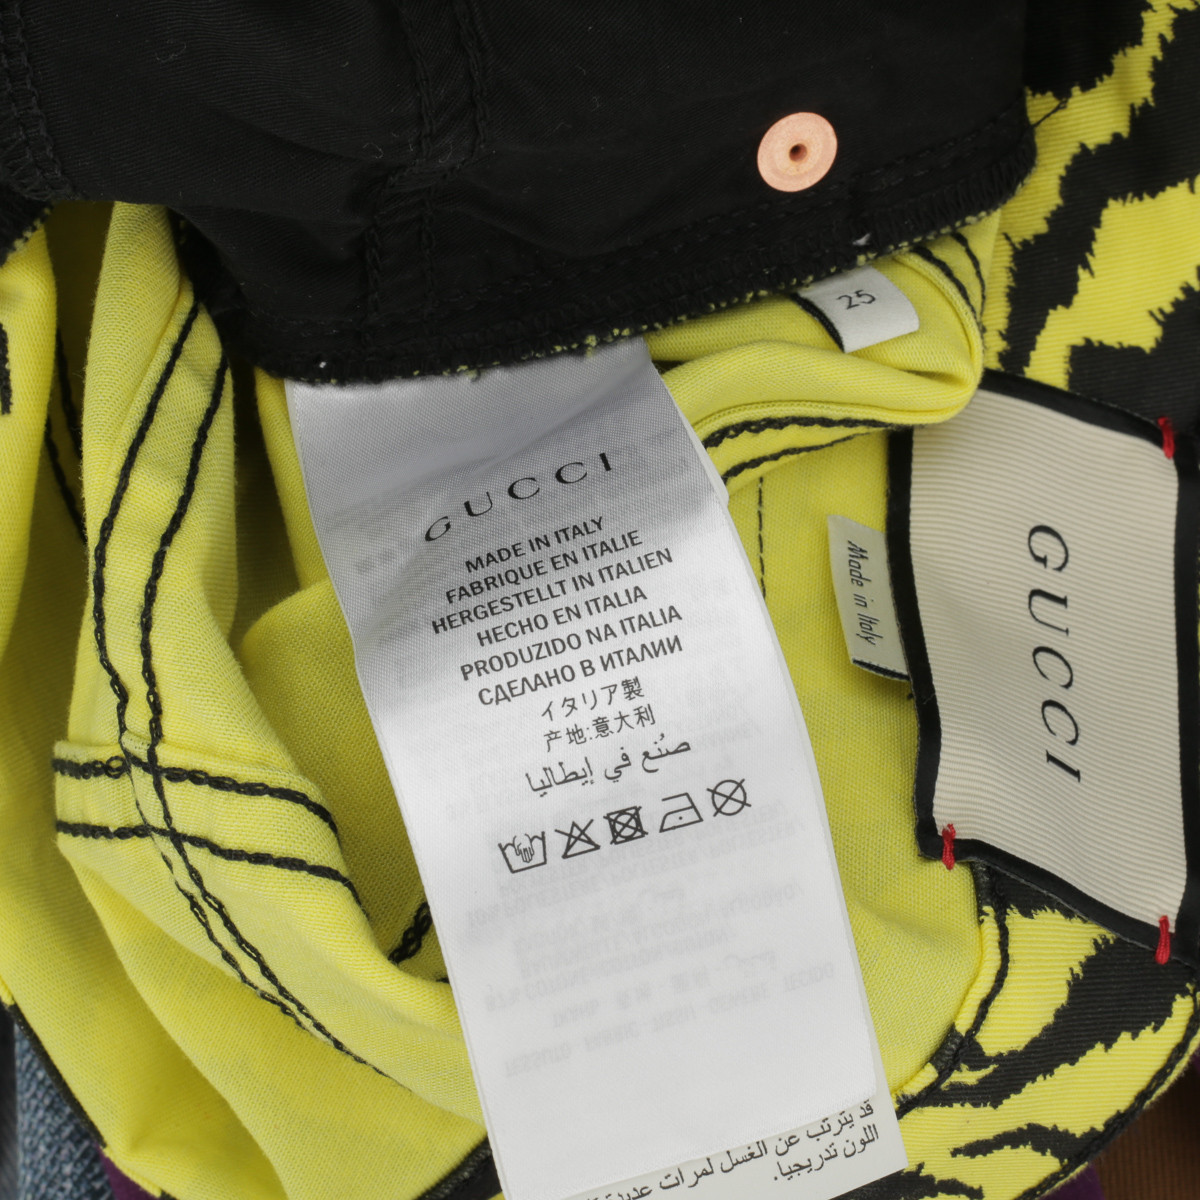 25
GUCCI
MADE IN ITALY
FABRIQUE EN ITALIE
HERGESTELLT IN ITALIEN
HECHO EN ITALIA
PRODUZIDO NA ITALIA
СДЕЛАНО В ИТАЛИИ
イタリア製
产地:意大利
صُنع في إيطاليا
Made in Italy
GUCCI
قد يترتب عن الغسل لمرات عديدة
اللون تدريجيا.